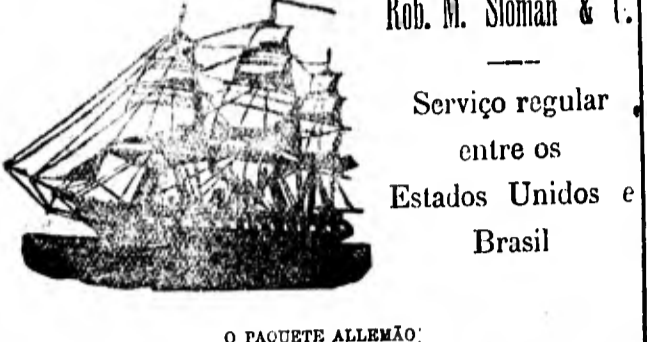 Rob. M. Sloman & C.
Serviço regular
entre os
Estados Unidos e
Brasil
O PAQUETE ALLEMÃO: